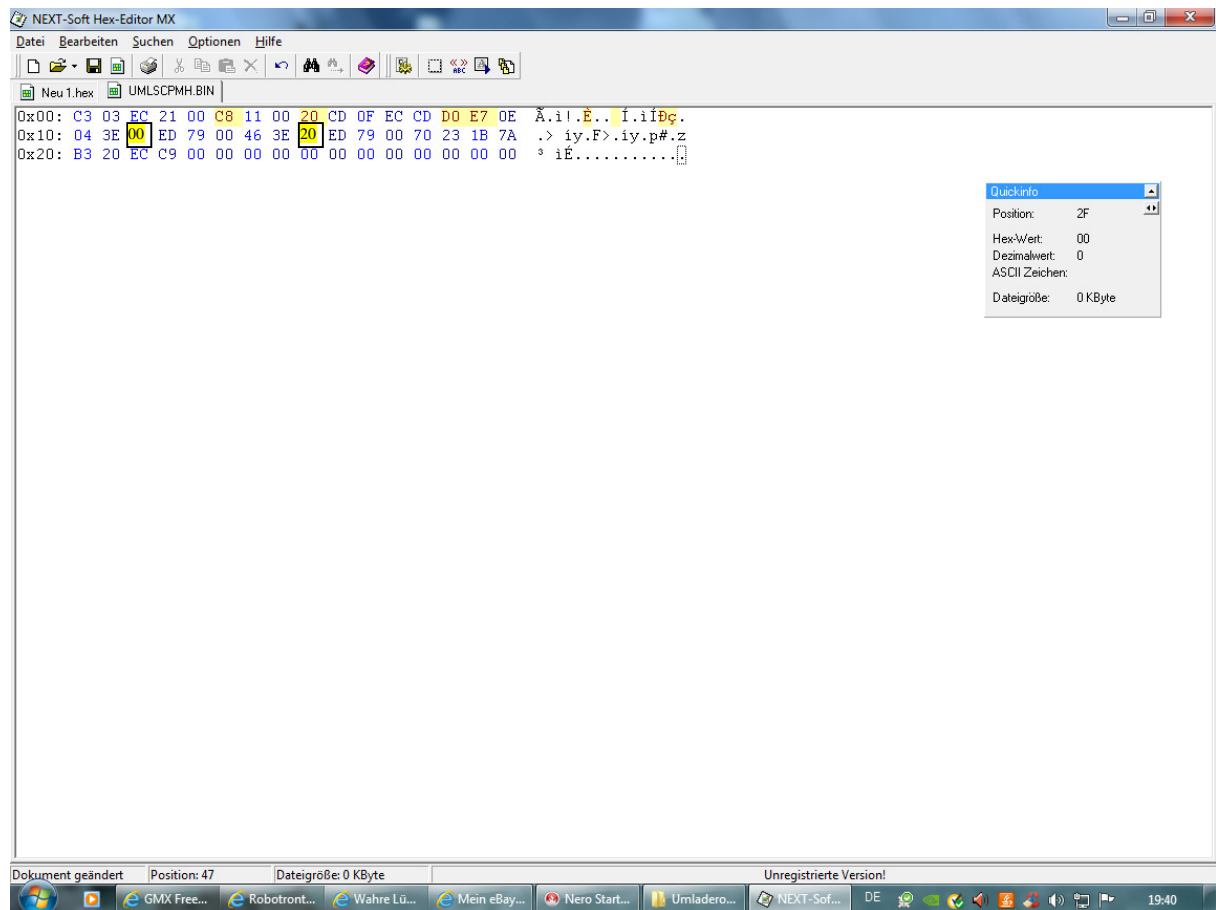 NEXT-Soft Hex-Editor MX
Datei Bearbeiten Suchen Optionen Hilfe
Neu 1.hex UMLSCPMH.BIN
0x00: C3 03 EC 21 00 C8 11 00 20 CD 0F EC CD D0 E7 0E Ã.ì!.È.. Í.ìÍÐç.
0x10: 04 3E 00 ED 79 00 46 3E 20 ED 79 00 70 23 1B 7A .> íy.F>.íy.p#.z
0x20: B3 20 EC C9 00 00 00 00 00 00 00 00 00 00 00 00 ³ ìÉ............
Quickinfo
Position: 2F
Hex-Wert: 00
Dezimalwert: 0
ASCII Zeichen:
Dateigröße: 0 KByte
Dokument geändert Position: 47 Dateigröße: 0 KByte Unregistrierte Version!
GMX Free... Robotront... Wahre Lü... Mein eBay... Nero Start... Umladero... NEXT-Sof... DE 19:40